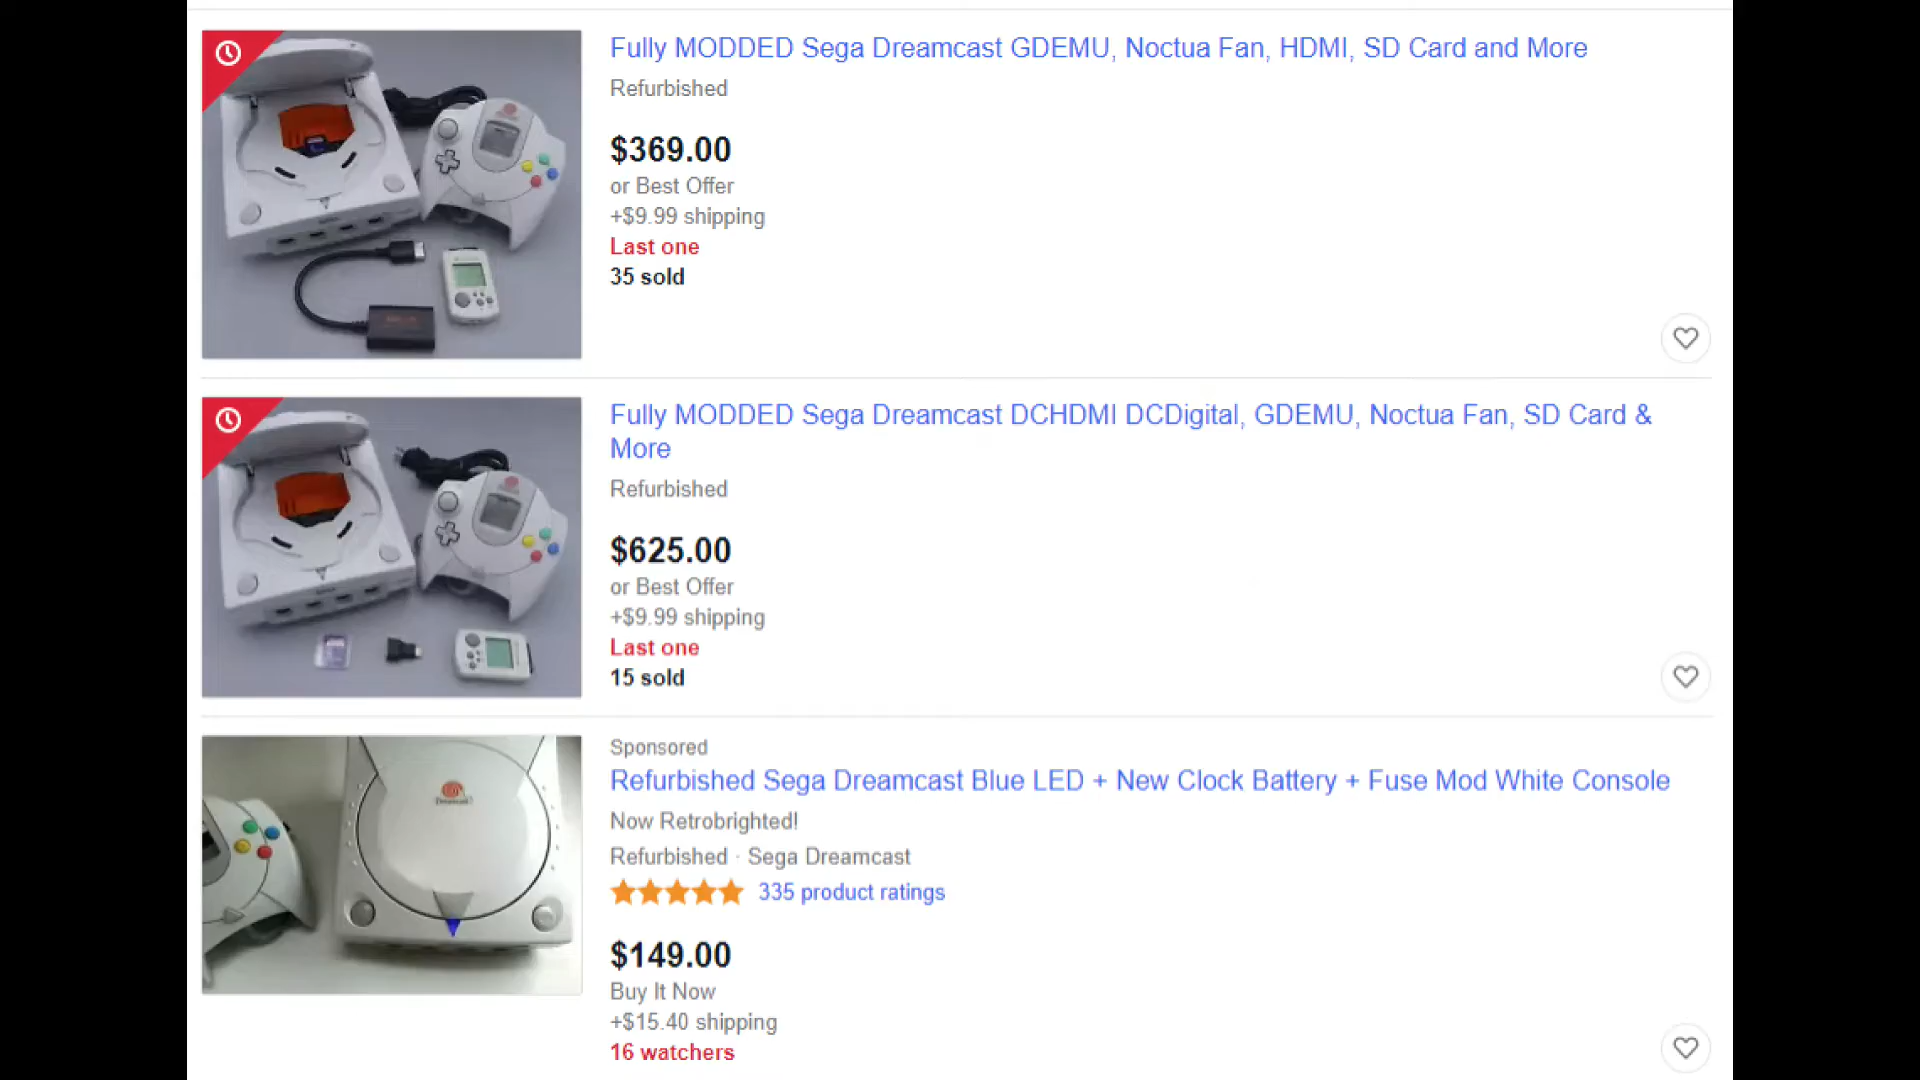 Fully MODDED Sega Dreamcast GDEMU, Noctua Fan, HDMI, SD Card and More
Refurbished
$369.00
or Best Offer
+$9.99 shipping
Last one
35 sold
Fully MODDED Sega Dreamcast DCHDMI DCDigital, GDEMU, Noctua Fan, SD Card &
More
Refurbished
$625.00
or Best Offer
+$9.99 shipping
Last one
15 sold
Sponsored
Refurbished Sega Dreamcast Blue LED + New Clock Battery + Fuse Mod White Console
Now Retrobrighted!
Refurbished · Sega Dreamcast
335 product ratings
$149.00
Buy It Now
+$15.40 shipping
16 watchers
Dreamcast